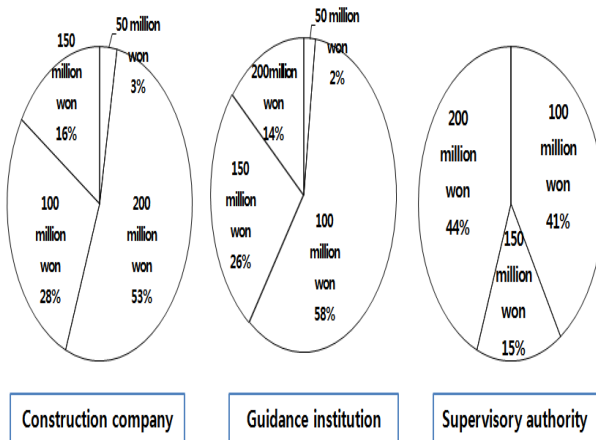 50 million
won
3%
150
million
won
16%
100
million
won
28%
200
million
won
53%
Construction company
50 million
won
2%
200million
won
14%
150
million
won
26%
100
million
won
58%
Guidance institution
200
million
won
44%
100
million
won
41%
150
million
won
15%
Supervisory authority